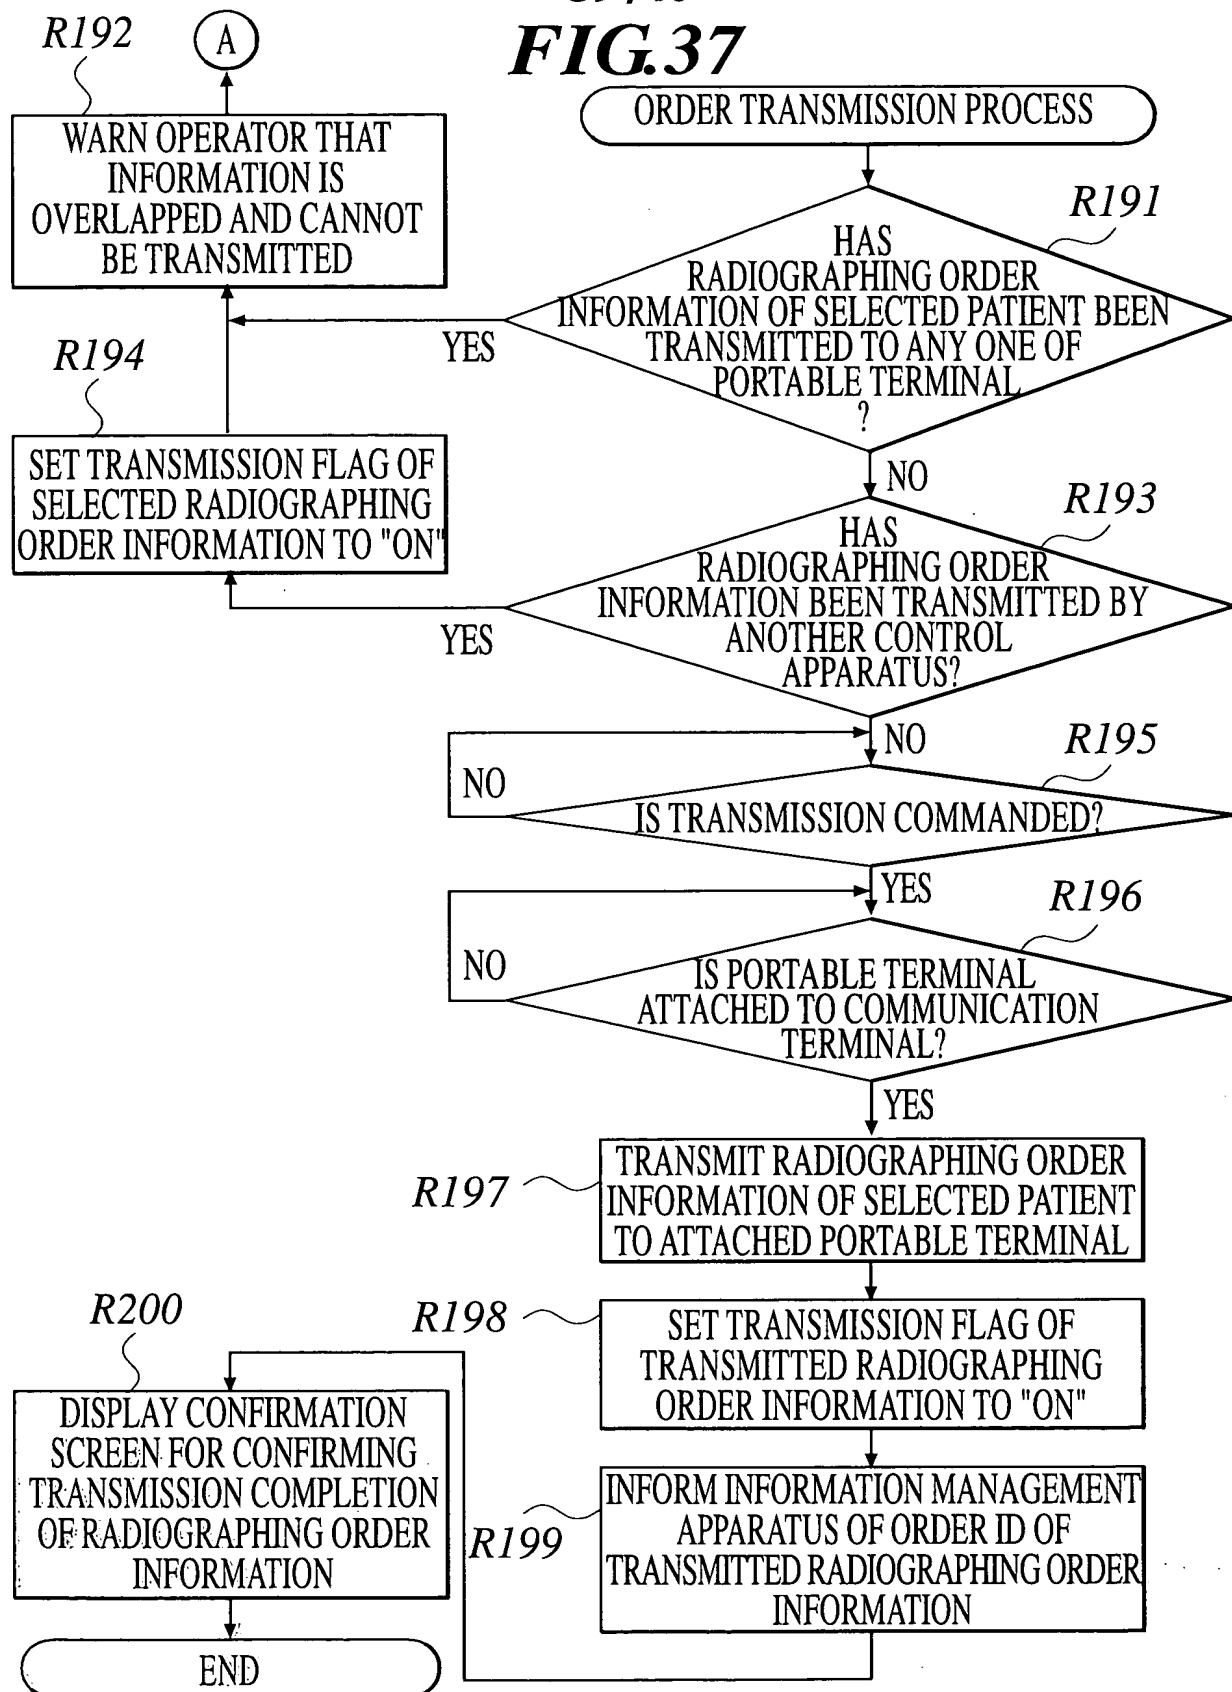 FIG.37
R192
A
WARN OPERATOR THAT
INFORMATION IS
OVERLAPPED AND CANNOT
BE TRANSMITTED
ORDER TRANSMISSION PROCESS
R191
HAS
RADIOGRAPHING ORDER
INFORMATION OF SELECTED PATIENT BEEN
TRANSMITTED TO ANY ONE OF
PORTABLE TERMINAL
?
YES
NO
R194
SET TRANSMISSION FLAG OF
SELECTED RADIOGRAPHING
ORDER INFORMATION TO "ON"
R193
HAS
RADIOGRAPHING ORDER
INFORMATION BEEN TRANSMITTED BY
ANOTHER CONTROL
APPARATUS?
YES
NO
R195
NO
IS TRANSMISSION COMMANDED?
YES
R196
NO
IS PORTABLE TERMINAL
ATTACHED TO COMMUNICATION
TERMINAL?
YES
R197
TRANSMIT RADIOGRAPHING ORDER
INFORMATION OF SELECTED PATIENT
TO ATTACHED PORTABLE TERMINAL
R198
SET TRANSMISSION FLAG OF
TRANSMITTED RADIOGRAPHING
ORDER INFORMATION TO "ON"
R199
INFORM INFORMATION MANAGEMENT
APPARATUS OF ORDER ID OF
TRANSMITTED RADIOGRAPHING ORDER
INFORMATION
R200
DISPLAY CONFIRMATION
SCREEN FOR CONFIRMING
TRANSMISSION COMPLETION
OF RADIOGRAPHING ORDER
INFORMATION
END